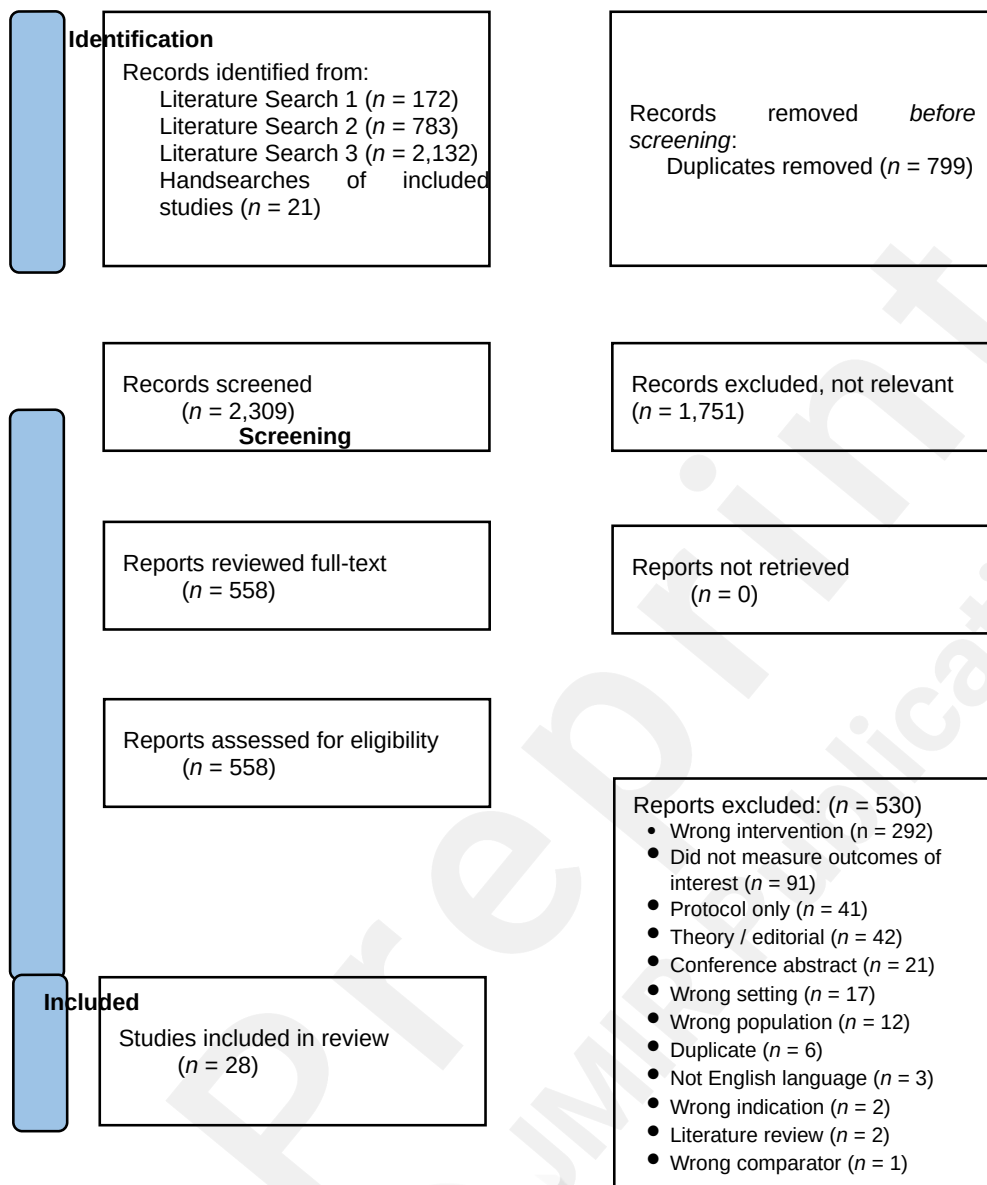 Identification
Records identified from:
Literature Search 1 (n = 172)
Literature Search 2 (n = 783)
Literature Search 3 (n = 2,132)
Handsearches of included
studies (n = 21)
Records removed before
screening:
Duplicates removed (n = 799)
Records screened
(n = 2,309)
Screening
Records excluded, not relevant
(n = 1,751)
Reports reviewed full-text
(n = 558)
Reports not retrieved
(n = 0)
Reports assessed for eligibility
(n = 558)
Reports excluded: (n = 530)
• Wrong intervention (n = 292)
• Did not measure outcomes of
interest (n = 91)
• Protocol only (n = 41)
• Theory / editorial (n = 42)
• Conference abstract (n = 21)
• Wrong setting (n = 17)
• Wrong population (n = 12)
• Duplicate (n = 6)
• Not English language (n = 3)
• Wrong indication (n = 2)
• Literature review (n = 2)
• Wrong comparator (n = 1)
Included
Studies included in review
(n = 28)
Preprint